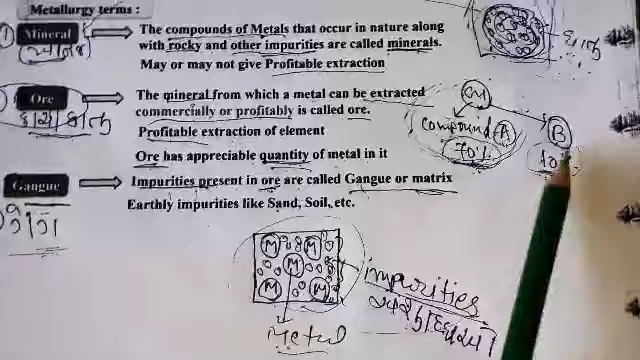 Metallurgy terms :
Mineral
The compounds of Metals that occur in nature along
with rocky and other impurities are called minerals.
May or may not give Profitable extraction
Ore
The mineral from which a metal can be extracted
commercially or profitably is called ore.
Profitable extraction of element
Ore has appreciable quantity of metal in it
M
Compound A
B
70%
10
Gangue
Impurities present in ore are called Gangue or matrix
Earthly impurities like Sand, Soil, etc.
M
M
M
M
M
impurities
Metal